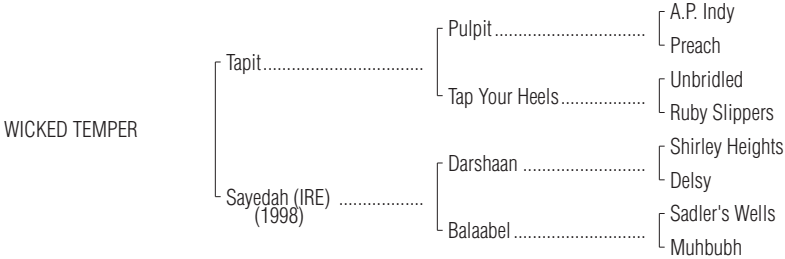 A.P. Indy
Pulpit..............................
Preach
Tapit................................
Unbridled
Tap Your Heels.................
Ruby Slippers
WICKED TEMPER
Shirley Heights
Darshaan .........................
Delsy
Sayedah (IRE) .................
(1998)
Sadler's Wells
Balaabel...........................
Muhbubh